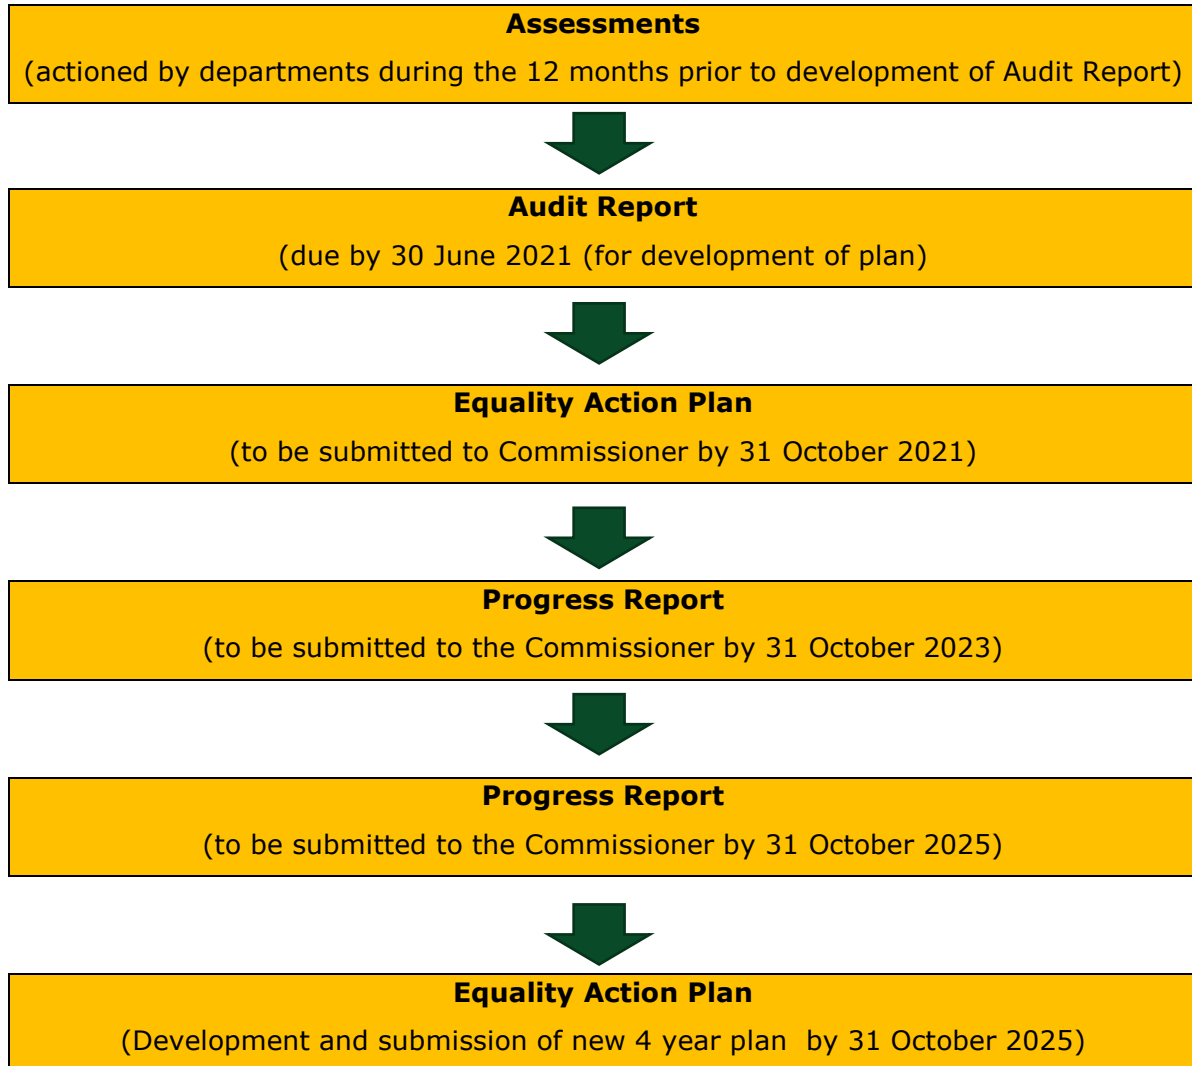 Assessments
(actioned by departments during the 12 months prior to development of Audit Report)
Audit Report
(due by 30 June 2021 (for development of plan)
Equality Action Plan
(to be submitted to Commissioner by 31 October 2021)
Progress Report
(to be submitted to the Commissioner by 31 October 2023)
Progress Report
(to be submitted to the Commissioner by 31 October 2025)
Equality Action Plan
(Development and submission of new 4 year plan  by 31 October 2025)